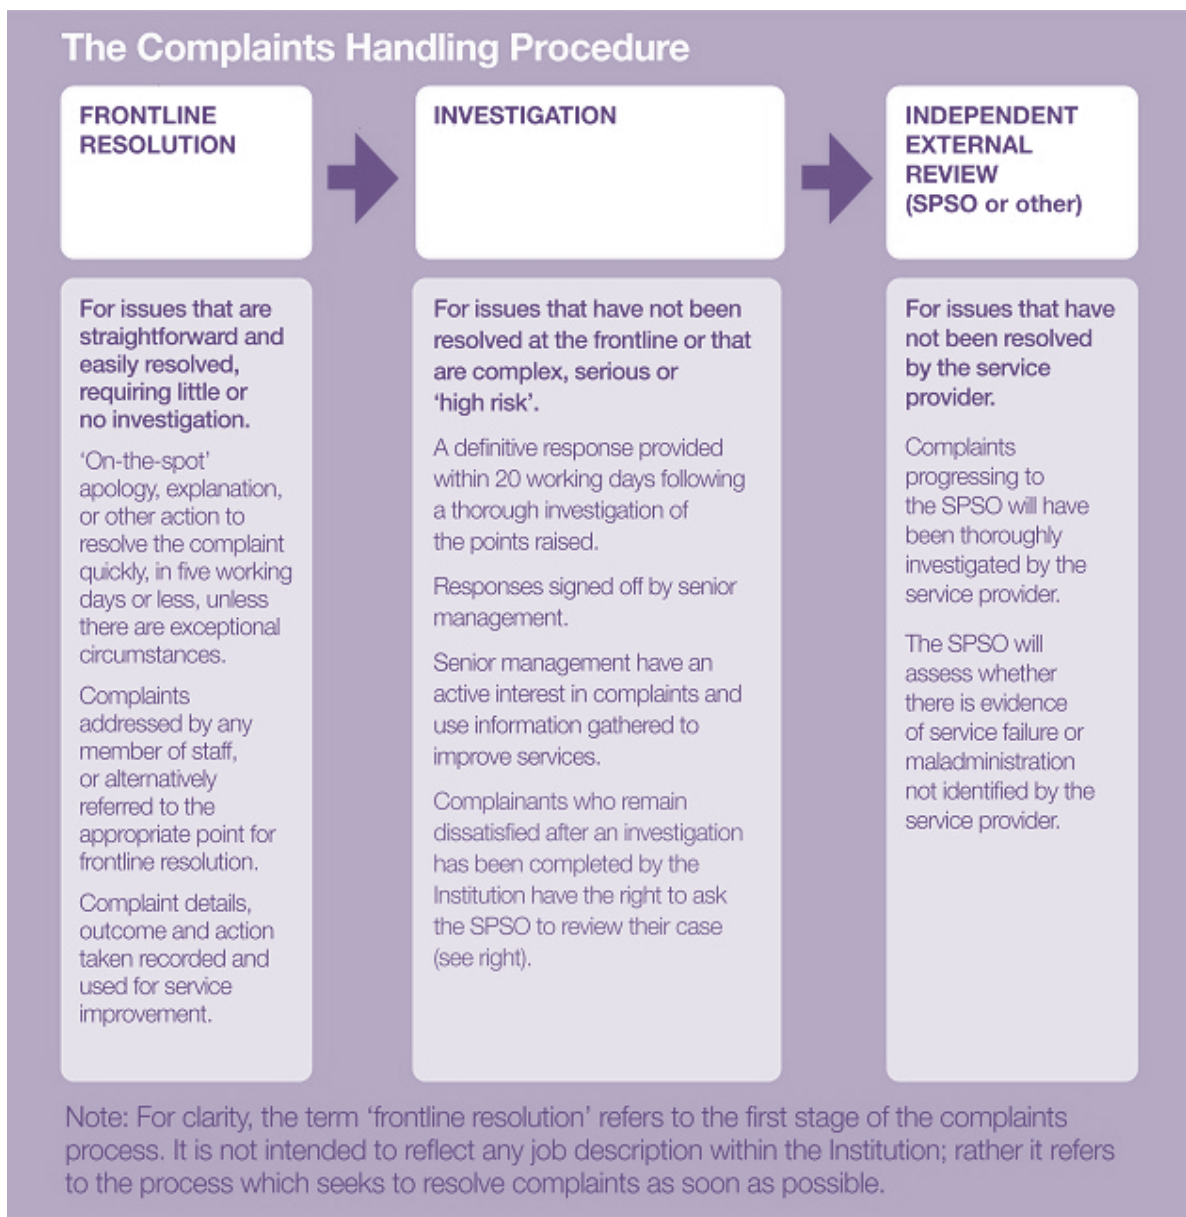 The Complaints Handling Procedure
FRONTLINE
RESOLUTION
INVESTIGATION
INDEPENDENT
EXTERNAL
REVIEW
(SPSO or other)
For issues that are
straightforward and
easily resolved,
requiring little or
no investigation.
‘On-the-spot’
apology, explanation,
or other action to
resolve the complaint
quickly, in five working
days or less, unless
there are exceptional
circumstances.
Complaints
addressed by any
member of staff,
or alternatively
referred to the
appropriate point for
frontline resolution.
Complaint details,
outcome and action
taken recorded and
used for service
improvement.
For issues that have not been
resolved at the frontline or that
are complex, serious or
‘high risk’.
A definitive response provided
within 20 working days following
a thorough investigation of
the points raised.
Responses signed off by senior
management.
Senior management have an
active interest in complaints and
use information gathered to
improve services.
Complainants who remain
dissatisfied after an investigation
has been completed by the
Institution have the right to ask
the SPSO to review their case
(see right).
For issues that have
not been resolved
by the service
provider.
Complaints
progressing to
the SPSO will have
been thoroughly
investigated by the
service provider.
The SPSO will
assess whether
there is evidence
of service failure or
maladministration
not identified by the
service provider.
Note: For clarity, the term ‘frontline resolution’ refers to the first stage of the complaints
process. It is not intended to reflect any job description within the Institution; rather it refers
to the process which seeks to resolve complaints as soon as possible.